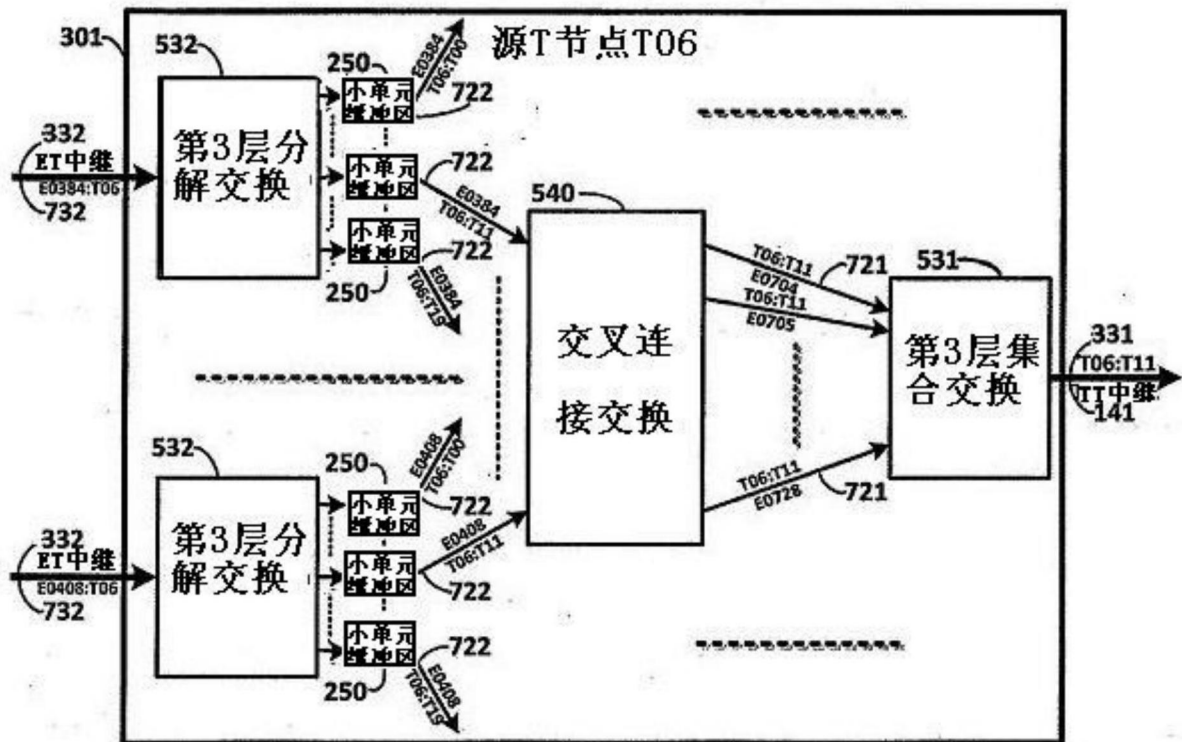 源T节点T06
301
532
250
E0384
T06:T00
小单元
缓冲区
722
332
ET中继
E0384:T06
732
第3层分
解交换
小单元
缓冲区
722
E0384
T06:T11
小单元
缓冲区
722
250
E0384
T06:T19
540
交叉连
接交换
T06:T11
E0704
721
T06:T11
E0705
531
第3层集
合交换
331
T06:T11
TT中继
141
T06:T11
E0728
721
532
250
E0408
T06:T00
小单元
缓冲区
722
332
ET中继
E0408:T06
732
第3层分
解交换
小单元
缓冲区
E0408
T06:T11
722
小单元
缓冲区
722
250
E0408
T06:T19